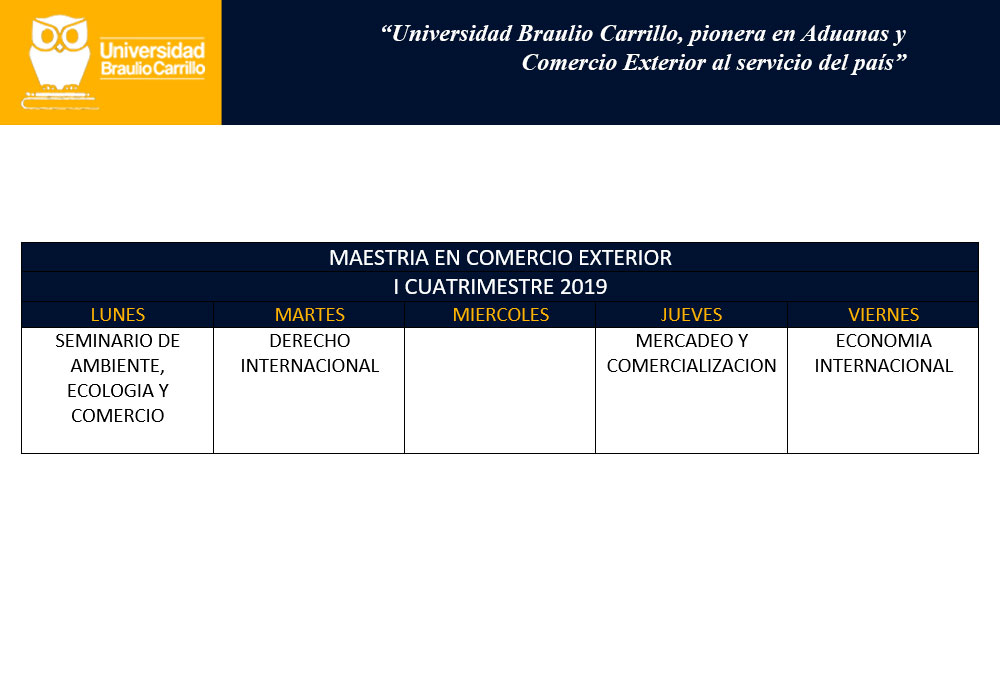 Universidad
Braulio Carrillo
“Universidad Braulio Carrillo, pionera en Aduanas y
Comercio Exterior al servicio del país”
MAESTRIA EN COMERCIO EXTERIOR
I CUATRIMESTRE 2019
LUNES MARTES MIERCOLES JUEVES VIERNES
SEMINARIO DE
AMBIENTE,
ECOLOGIA Y
COMERCIO
DERECHO
INTERNACIONAL
MERCADEO Y
COMERCIALIZACION
ECONOMIA
INTERNACIONAL